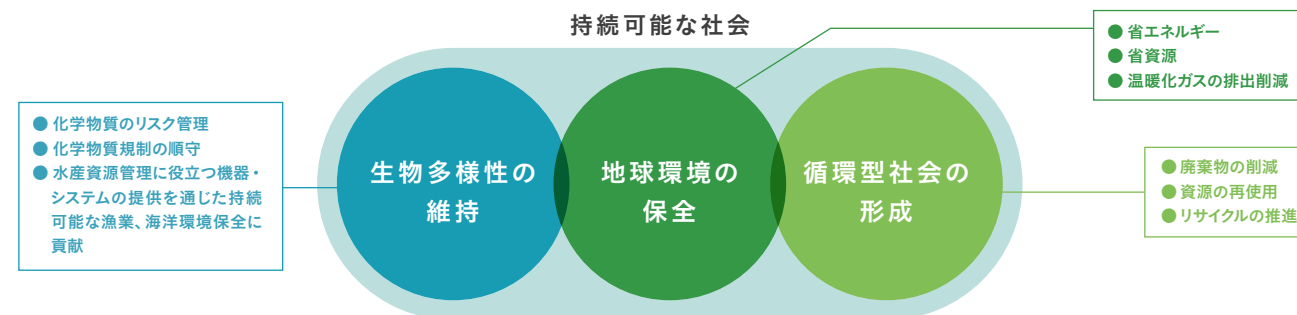 持続可能な社会
● 省エネルギー
● 省資源
● 温暖化ガスの排出削減
● 化学物質のリスク管理
● 化学物質規制の順守
● 水産資源管理に役立つ機器・
システムの提供を通じた持続
可能な漁業、海洋環境保全に
貢献
生物多様性の
維持
地球環境の
保全
循環型社会の
形成
● 廃棄物の削減
● 資源の再使用
● リサイクルの推進